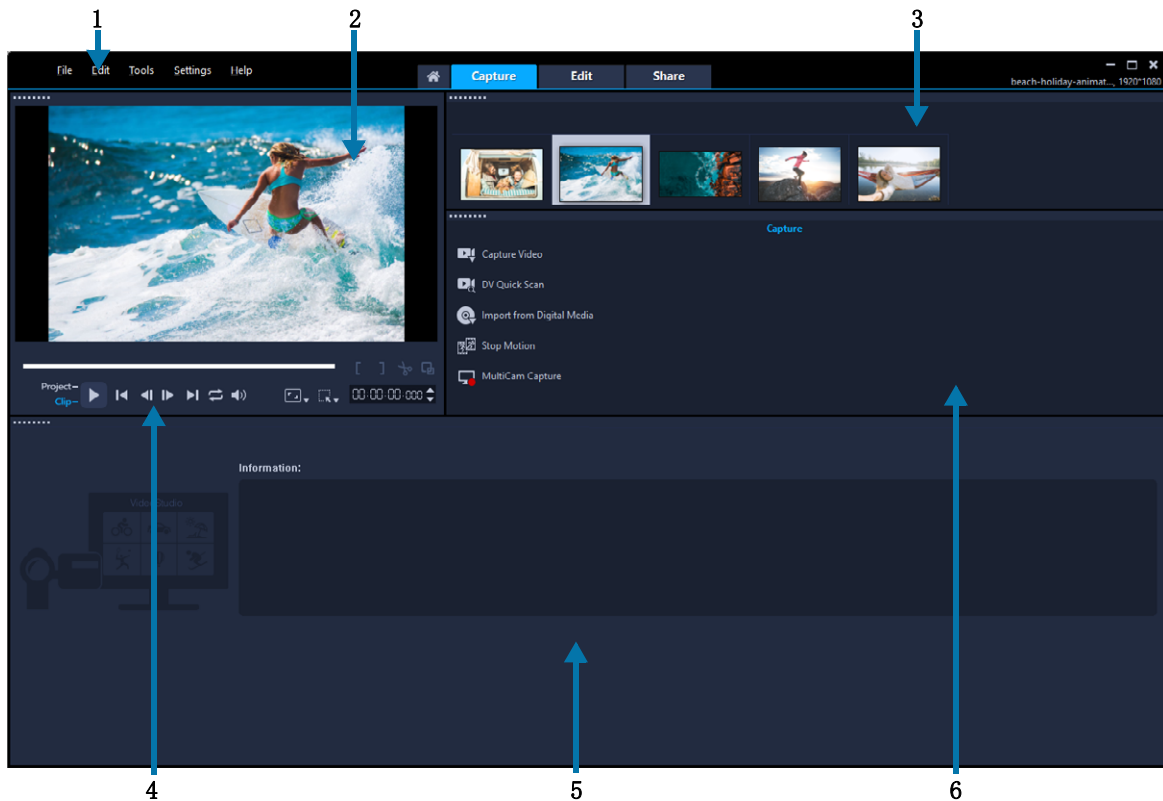 1 2 3
File Edit Tools Settings Help
Capture Edit Share
beach-holiday-animat..., 1920*1080
Capture
Capture Video
DV Quick Scan
Import from Digital Media
Stop Motion
MultiCam Capture
Project-
Clip-
00:00:00:000
Information:
VideoStudio
4 5 6